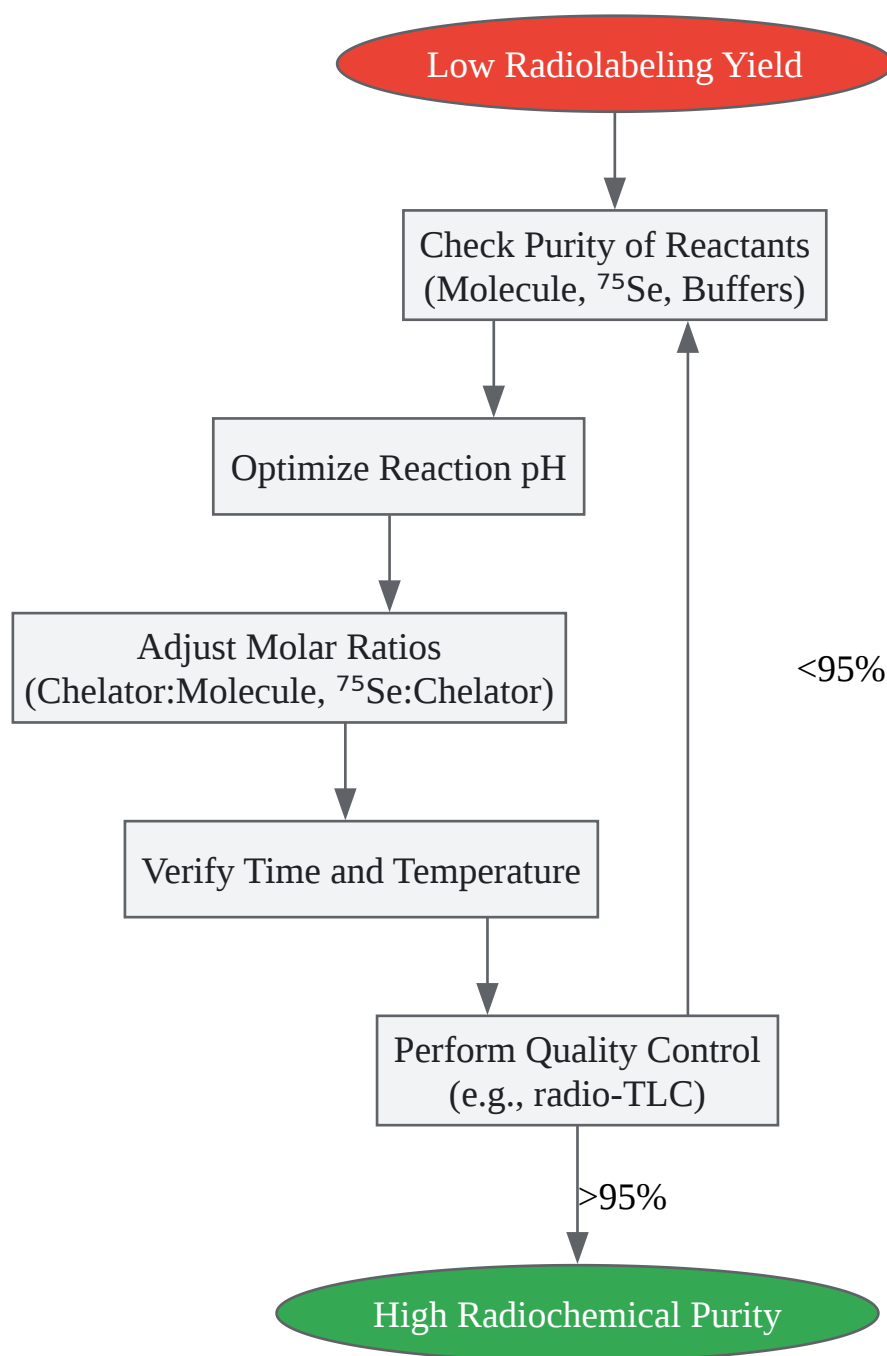 Low Radiolabeling Yield
Check Purity of Reactants
(Molecule, ⁷⁵Se, Buffers)
Optimize Reaction pH
Adjust Molar Ratios
(Chelator:Molecule, ⁷⁵Se:Chelator)
<95%
Verify Time and Temperature
Perform Quality Control
(e.g., radio-TLC)
>95%
High Radiochemical Purity